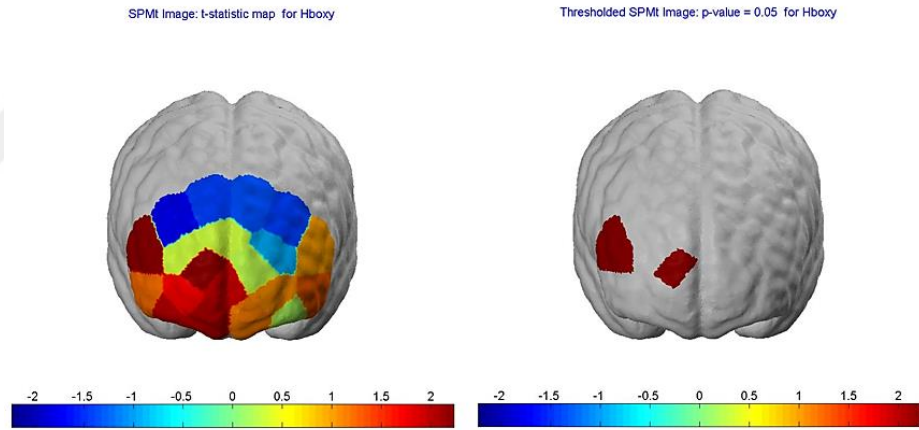 SPMt Image: t-statistic map for Hboxy
Thresholded SPMt Image: p-value = 0.05 for Hboxy
-2 -1.5 -1 -0.5 0 0.5 1 1.5 2
-2 -1.5 -1 -0.5 0 0.5 1 1.5 2